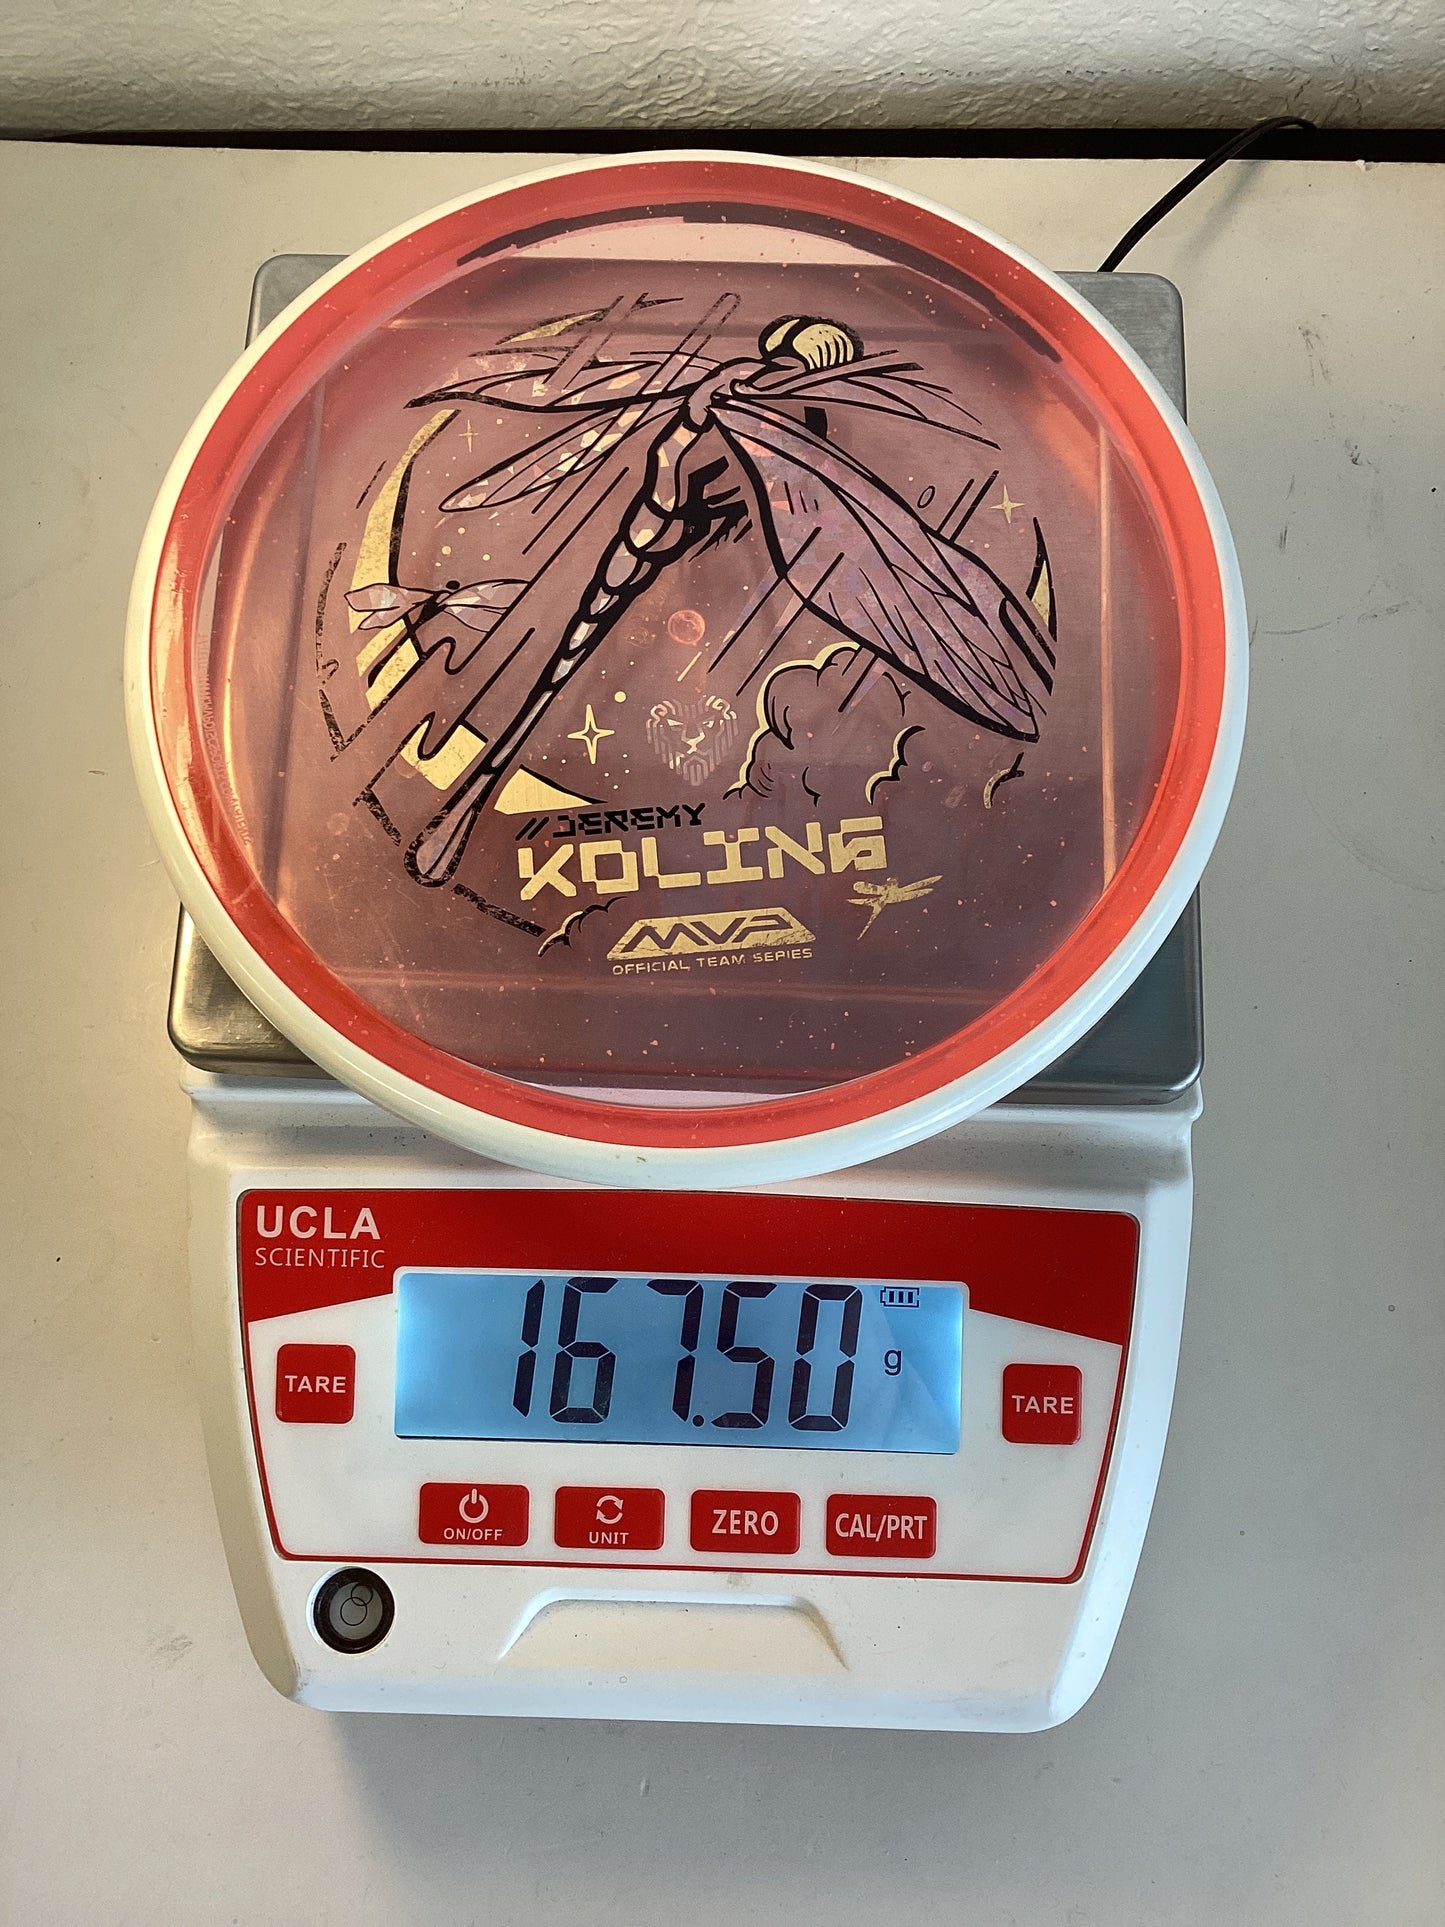 //JEREMY
KOLING
MVP
OFFICIAL TEAM SERIES
UCLA
SCIENTIFIC
167.50 g
TARE
TARE
ON/OFF
UNIT
ZERO
CAL/PRT